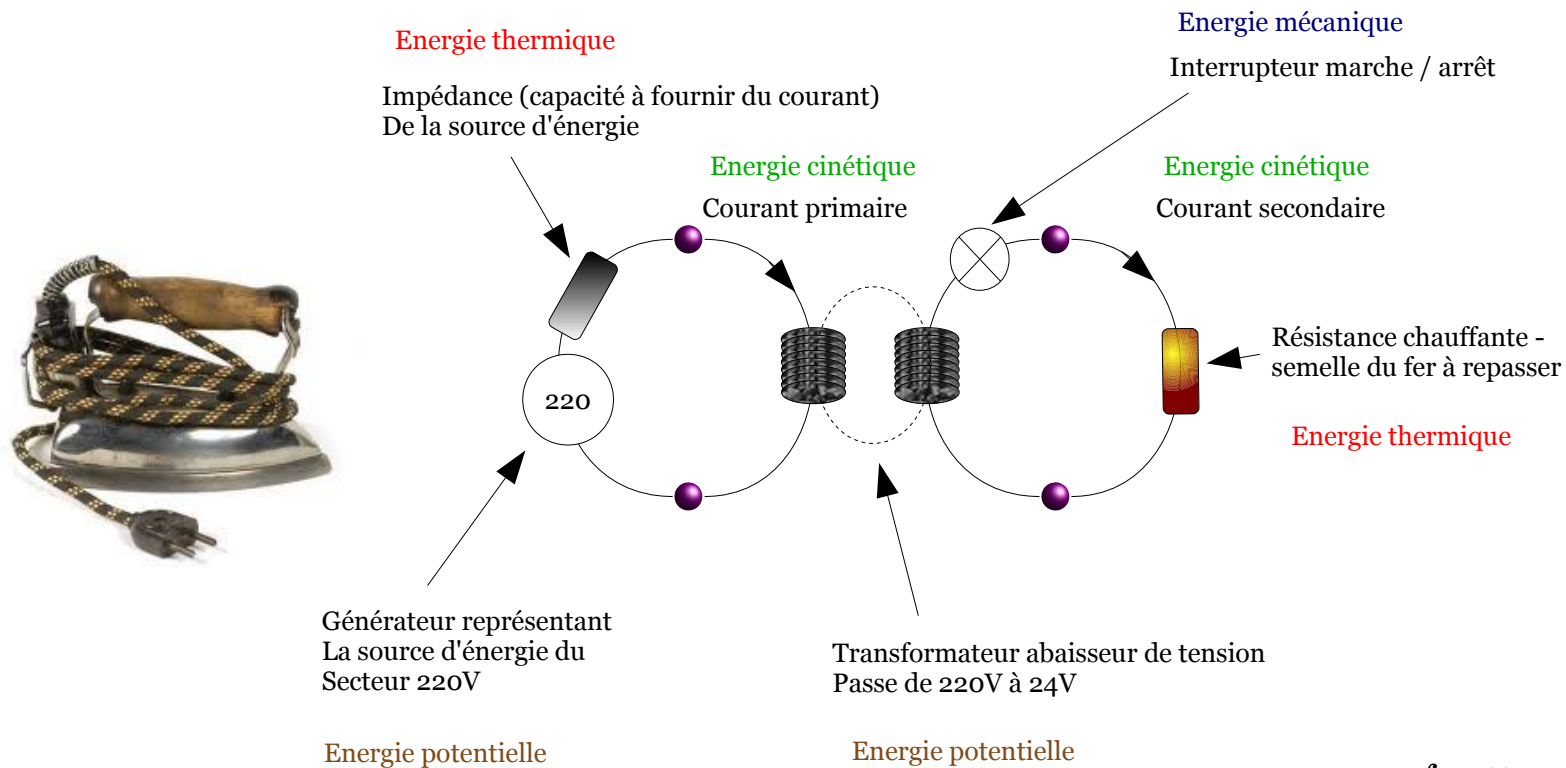 Energie thermique
Impédance (capacité à fournir du courant)
De la source d'énergie
Energie mécanique
Interrupteur marche / arrêt
Energie cinétique
Courant primaire
Energie cinétique
Courant secondaire
220
Résistance chauffante -
semelle du fer à repasser
Energie thermique
Générateur représentant
La source d'énergie du
Secteur 220V
Energie potentielle
Transformateur abaisseur de tension
Passe de 220V à 24V
Energie potentielle